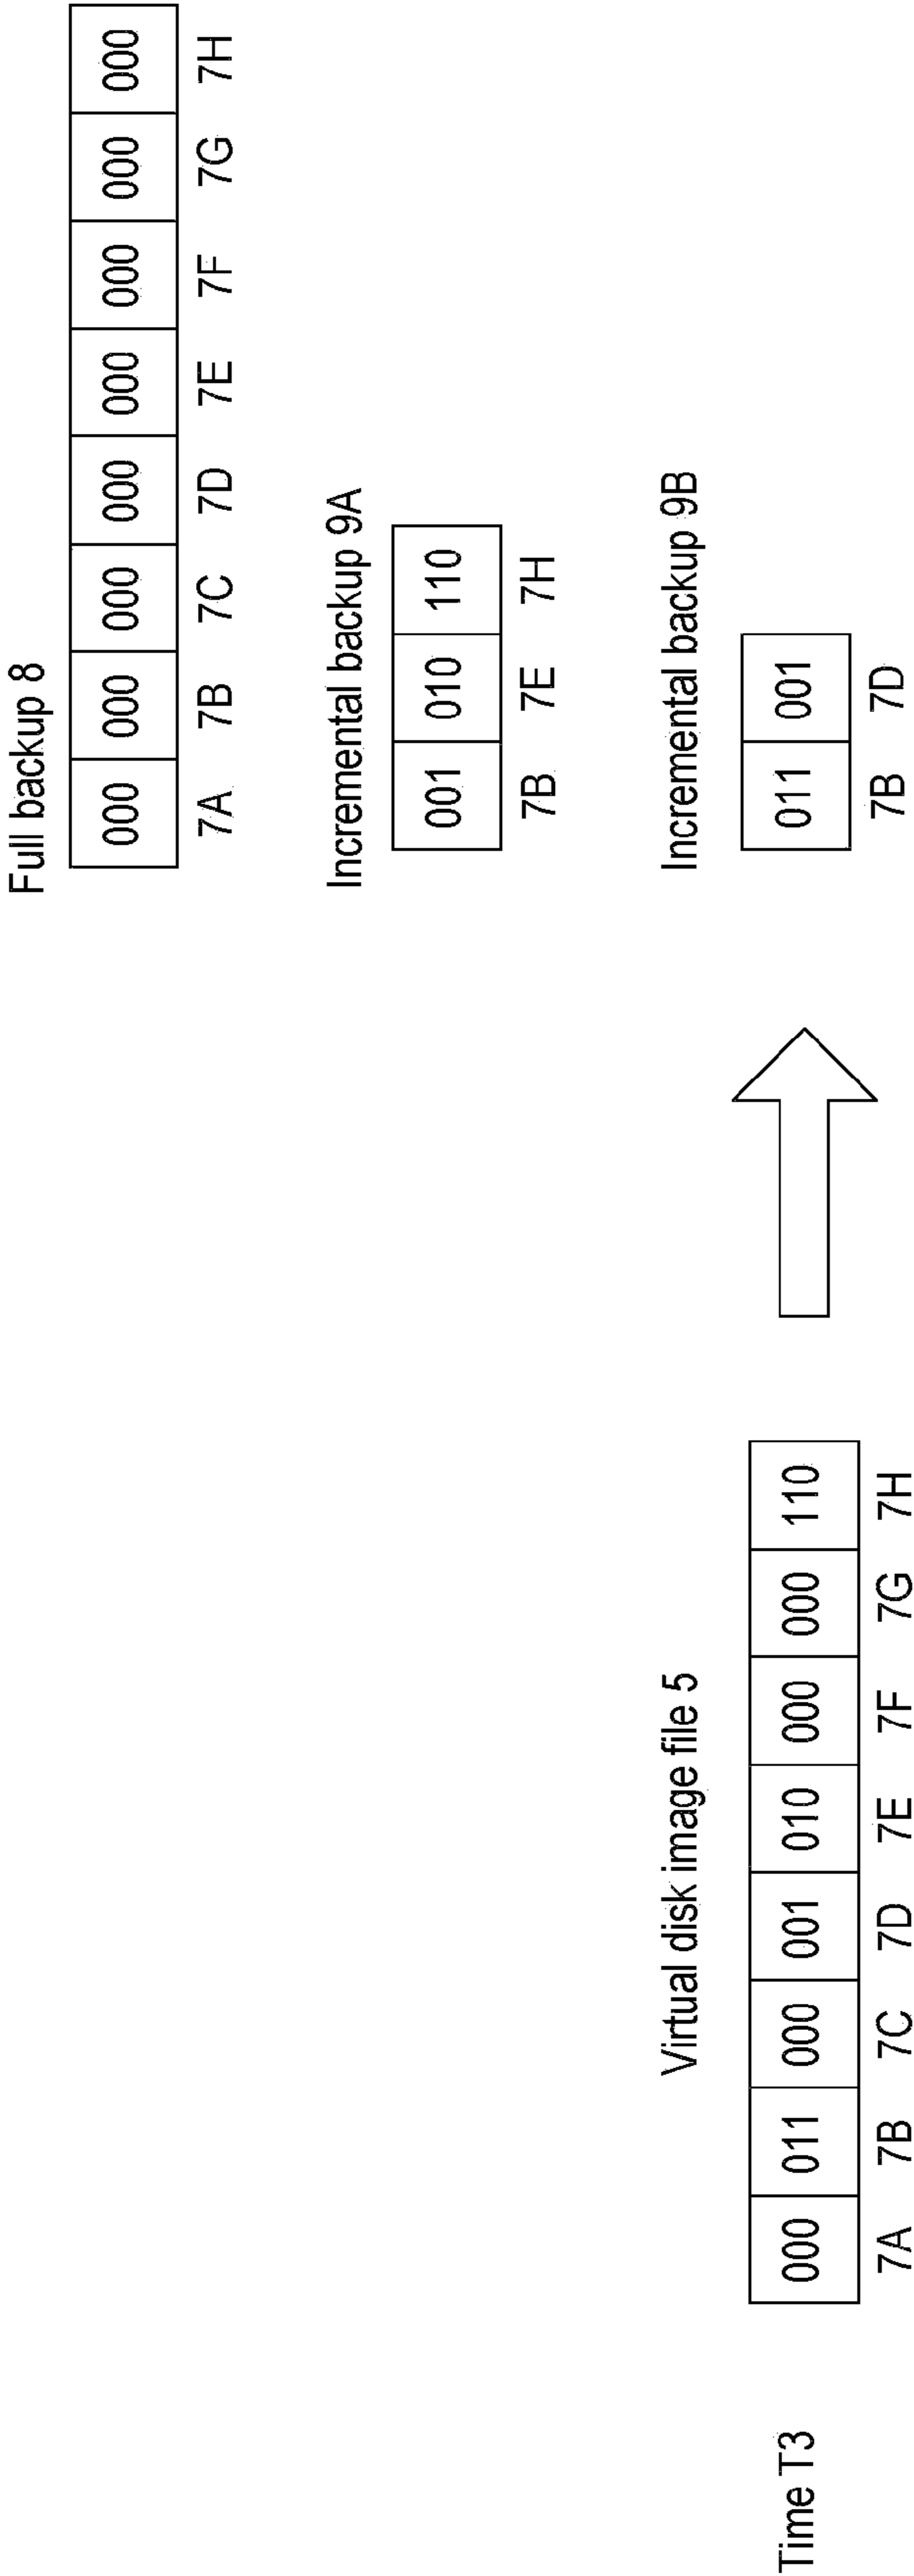 Full backup 8
000 000 000 000 000 000 000 000
7A 7B 7C 7D 7E 7F 7G 7H
Incremental backup 9A
001 010 110
7B 7E 7H
Virtual disk image file 5
Incremental backup 9B
Time T3
000 011 000 001 010 000 000 110
011 001
7A 7B 7C 7D 7E 7F 7G 7H
7B 7D